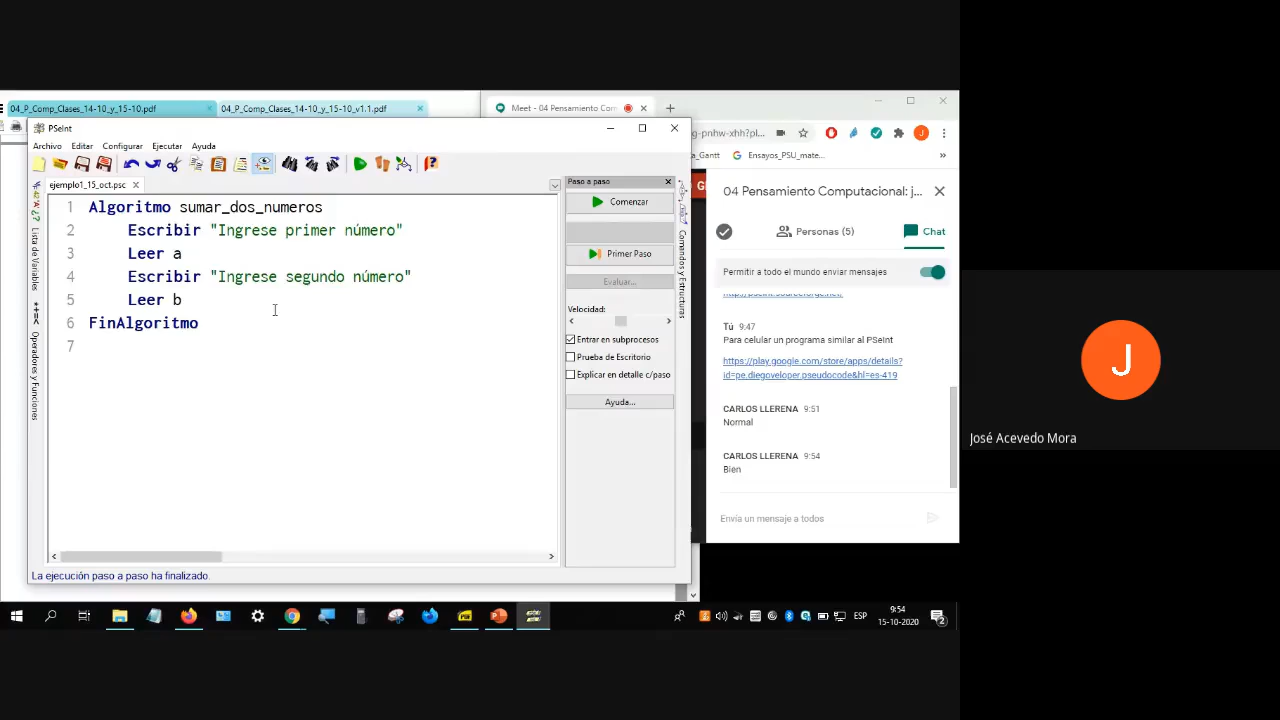 04_P_Comp_Clases_14-10_y_15-10.pdf
04_P_Comp_Clases_14-10_y_15-10_v1.1.pdf
Meet - 04 Pensamiento Com
PSeInt
Archivo Editar Configurar Ejecutar Ayuda
g-pnhw-xhh?pl...
a_Gantt
Ensayos_PSU_mate...
»
ejemplo1_15_oct.psc
Lista de Variables
Operadores y Funciones
1 Algoritmo sumar_dos_numeros
2 Escribir "Ingrese primer número"
3 Leer a
4 Escribir "Ingrese segundo número"
5 Leer b
6 FinAlgoritmo
7
Paso a paso
Comenzar
Primer Paso
Evaluar...
Velocidad:
Entrar en subprocesos
Prueba de Escritorio
Explicar en detalle c/paso
Ayuda...
Comandos y Estructuras
La ejecución paso a paso ha finalizado.
04 Pensamiento Computacional: j...
Personas (5)
Chat
Permitir a todo el mundo enviar mensajes
Tú 9:47
Para celular un programa similar al PSeInt
https://play.google.com/store/apps/details?
id=pe.diegoveloper.pseudocode&hl=es-419
CARLOS LLERENA 9:51
Normal
CARLOS LLERENA 9:54
Bien
Envía un mensaje a todos
J
José Acevedo Mora
ESP
9:54
15-10-2020
2